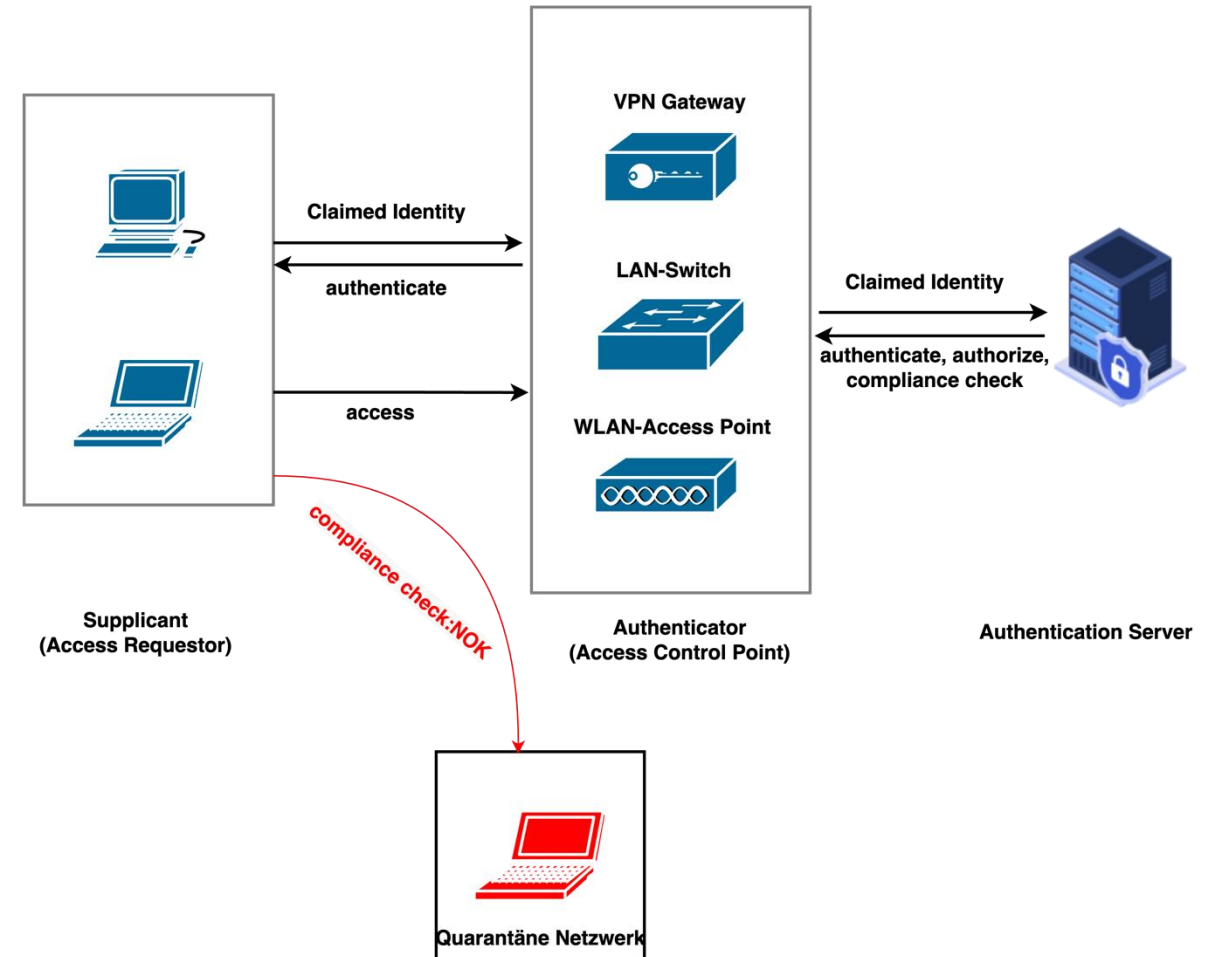 VPN Gateway
Claimed Identity
authenticate
LAN-Switch
Claimed Identity
authenticate, authorize,
compliance check
access
WLAN-Access Point
compliance check:NOK
Supplicant
(Access Requestor)
Authenticator
(Access Control Point)
Authentication Server
Quarantäne Netzwerk